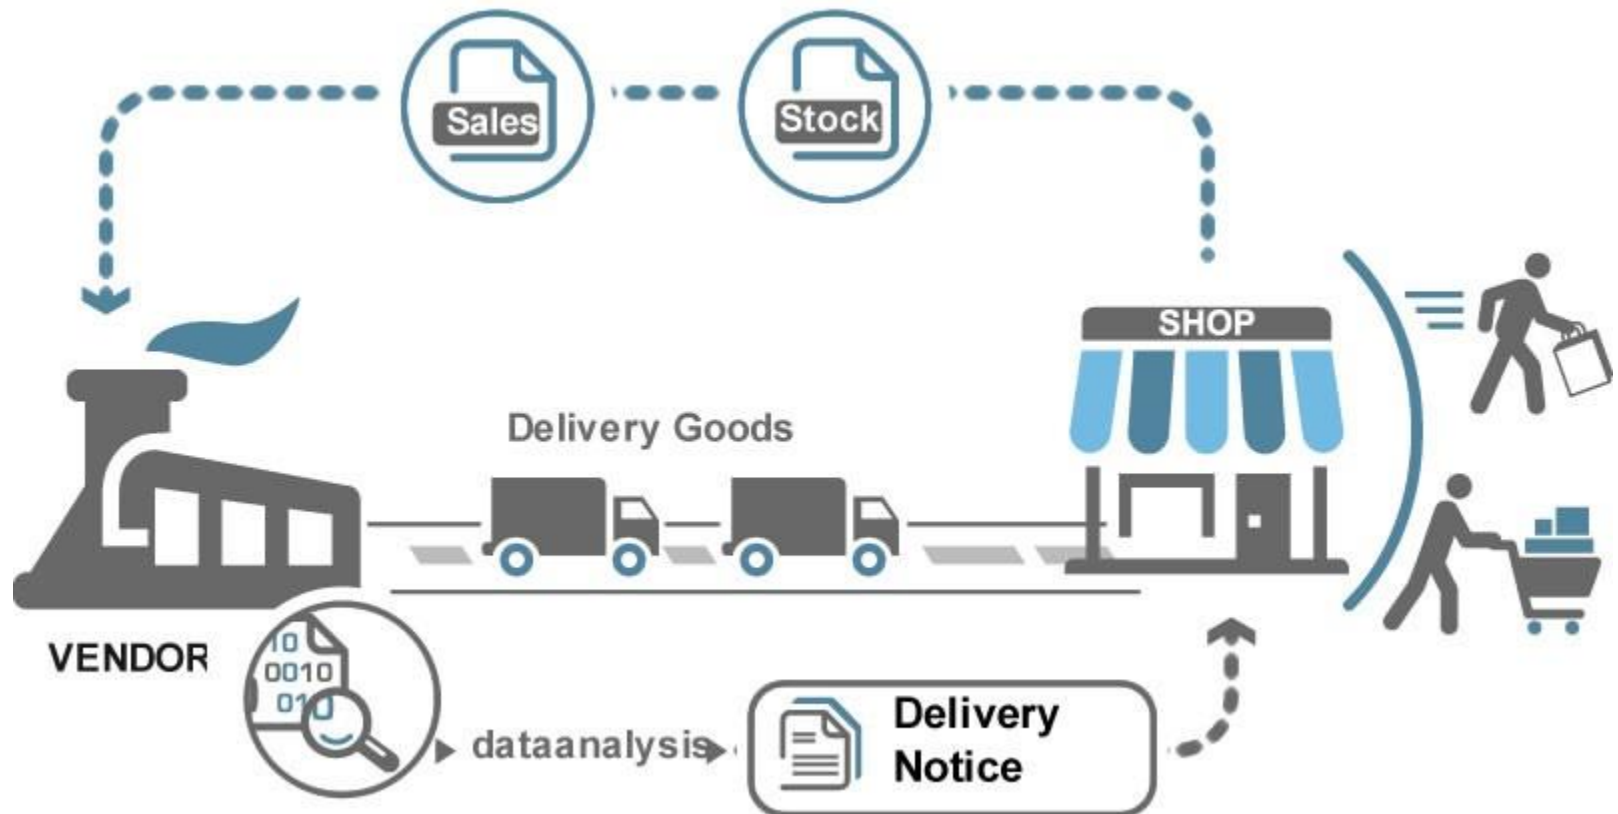 Sales
Stock
SHOP
Delivery Goods
VENDOR
10
0010
010
dataanalysis
Delivery
Notice